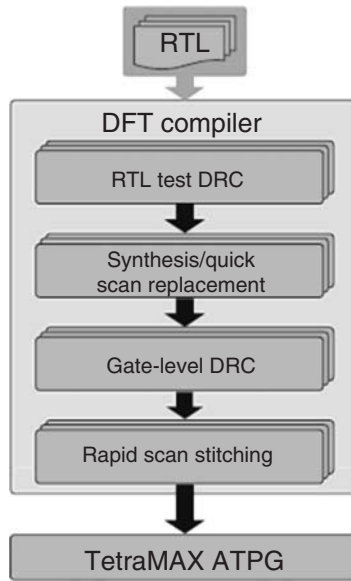 RTL
DFT compiler
RTL test DRC
Synthesis/quick
scan replacement
Gate-level DRC
Rapid scan stitching
TetraMAX ATPG